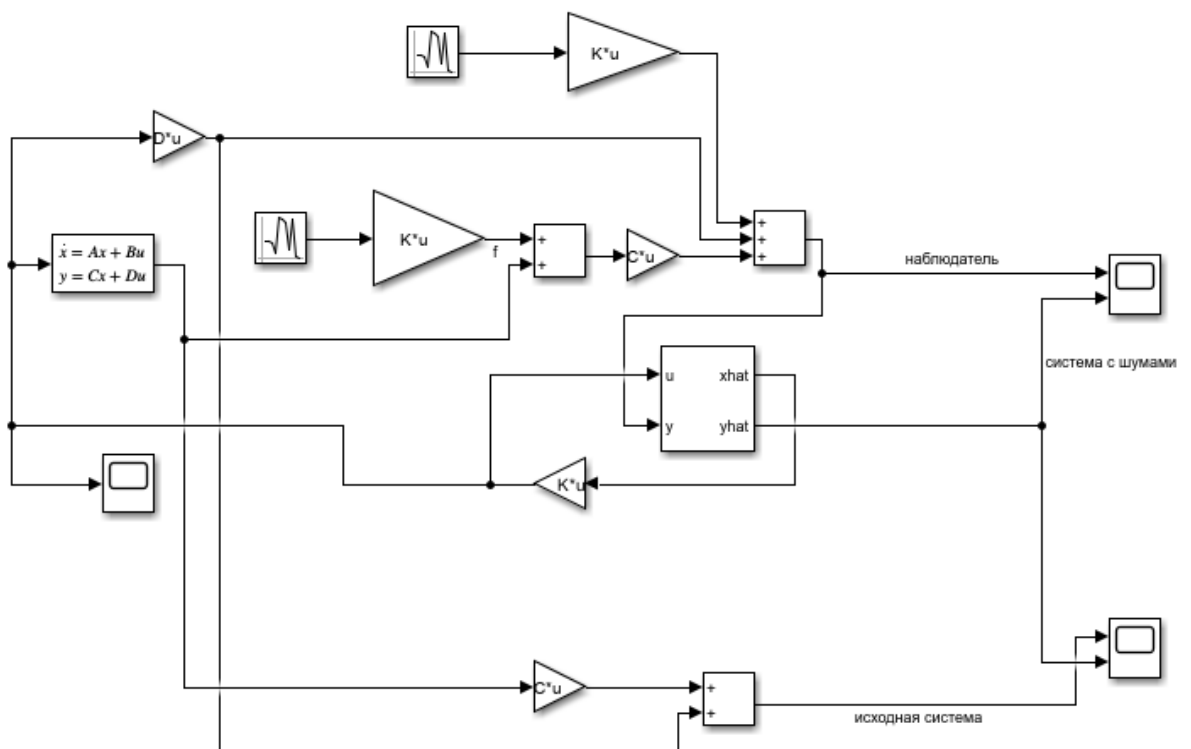 K*u
D*u
K*u
f
+
+
C*u
+
+
+
ẋ = Ax + Bu
y = Cx + Du
наблюдатель
система с шумами
u
y
xhat
yhat
K*u
C*u
+
+
исходная система